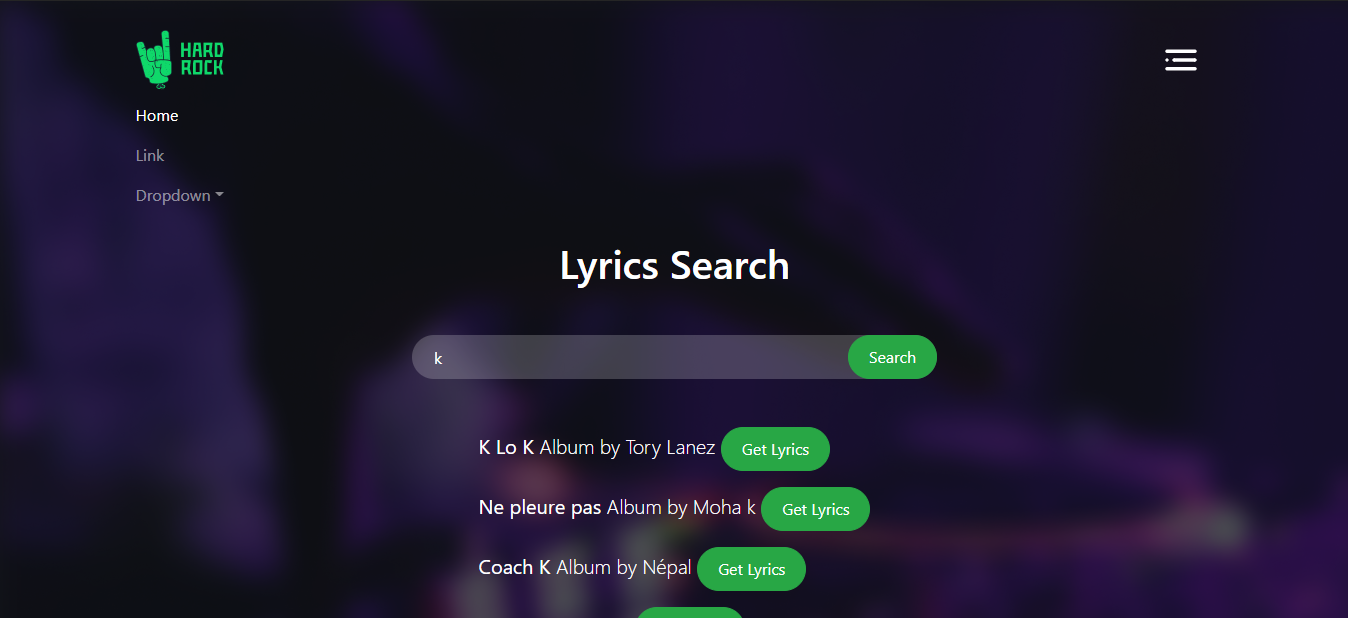 HARD
ROCK
Home
Link
Dropdown
Lyrics Search
k
Search
K Lo K Album by Tory Lanez Get Lyrics
Ne pleure pas Album by Moha k Get Lyrics
Coach K Album by Népal Get Lyrics